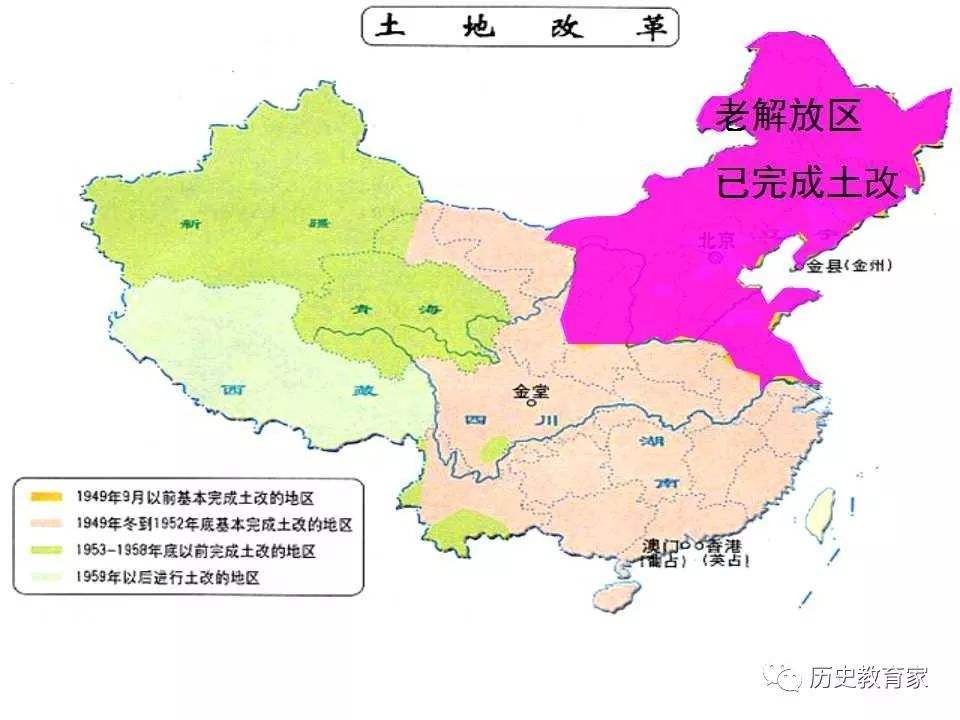 土地改革
老解放区
已完成土改
新疆
北京
辽宁
金县(金州)
青海
西藏
金堂
四川
湖南
1949年9月以前基本完成土改的地区
1949年冬到1952年底基本完成土改的地区
1953-1958年底以前完成土改的地区
1959年以后进行土改的地区
澳门 香港
(葡占) (英占)
历史教育家